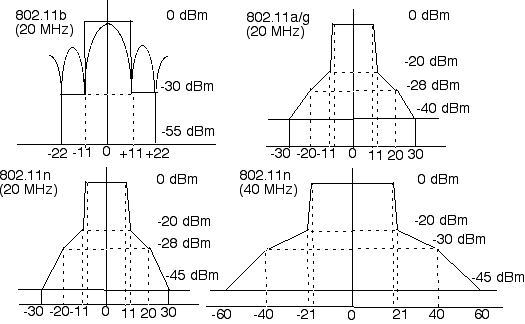 802.11b
(20 MHz)
0 dBm
-30 dBm
-55 dBm
-22 -11 0 +11 +22
802.11a/g
(20 MHz)
0 dBm
-20 dBm
-28 dBm
-40 dBm
-30 -20 -11 0 11 20 30
802.11n
(20 MHz)
0 dBm
-20 dBm
-28 dBm
-45 dBm
-30 -20 -11 0 11 20 30
802.11n
(40 MHz)
0 dBm
-20 dBm
-30 dBm
-45 dBm
-60 -40 -21 0 21 40 60